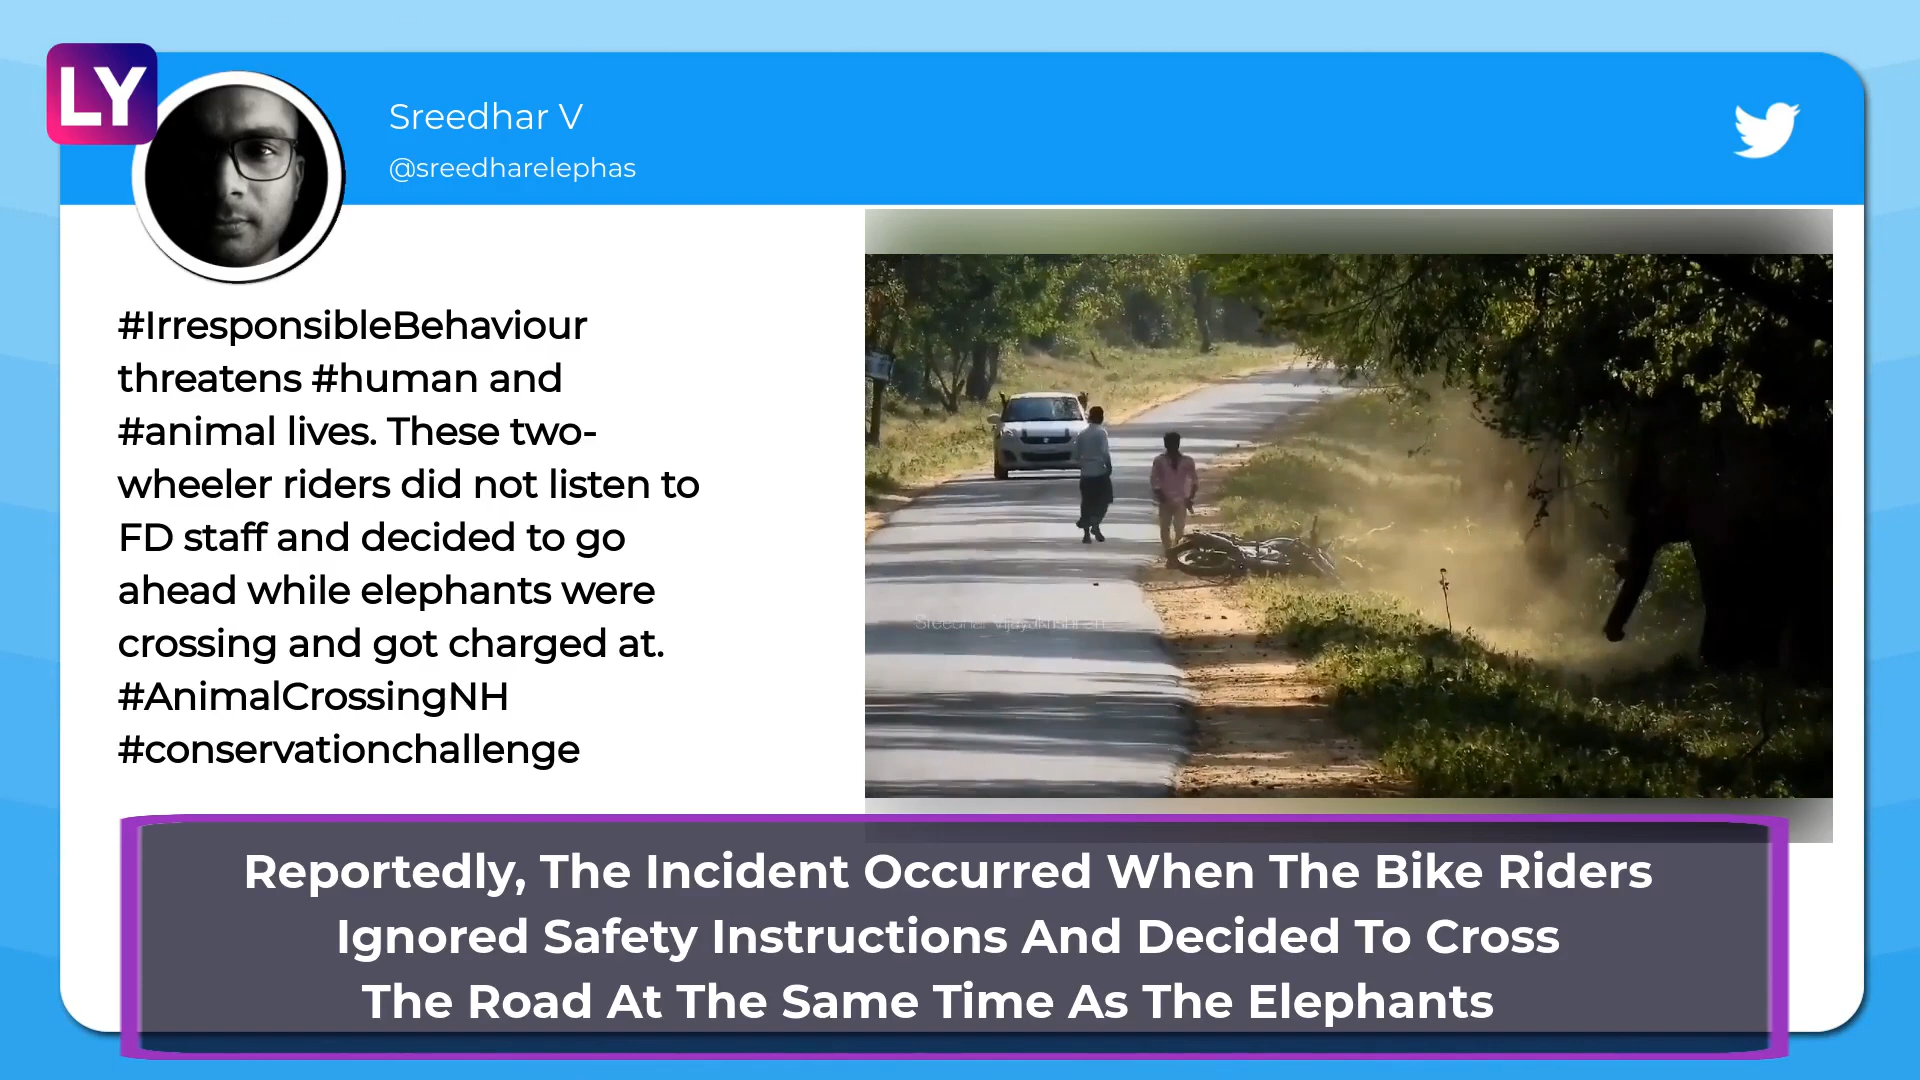 LY
Sreedhar V
@sreedharelephas
#IrresponsibleBehaviour
threatens #human and
#animal lives. These two-
wheeler riders did not listen to
FD staff and decided to go
ahead while elephants were
crossing and got charged at.
#AnimalCrossingNH
#conservationchallenge
Sreedhar Vijayakrishnan
Reportedly, The Incident Occurred When The Bike Riders
Ignored Safety Instructions And Decided To Cross
The Road At The Same Time As The Elephants